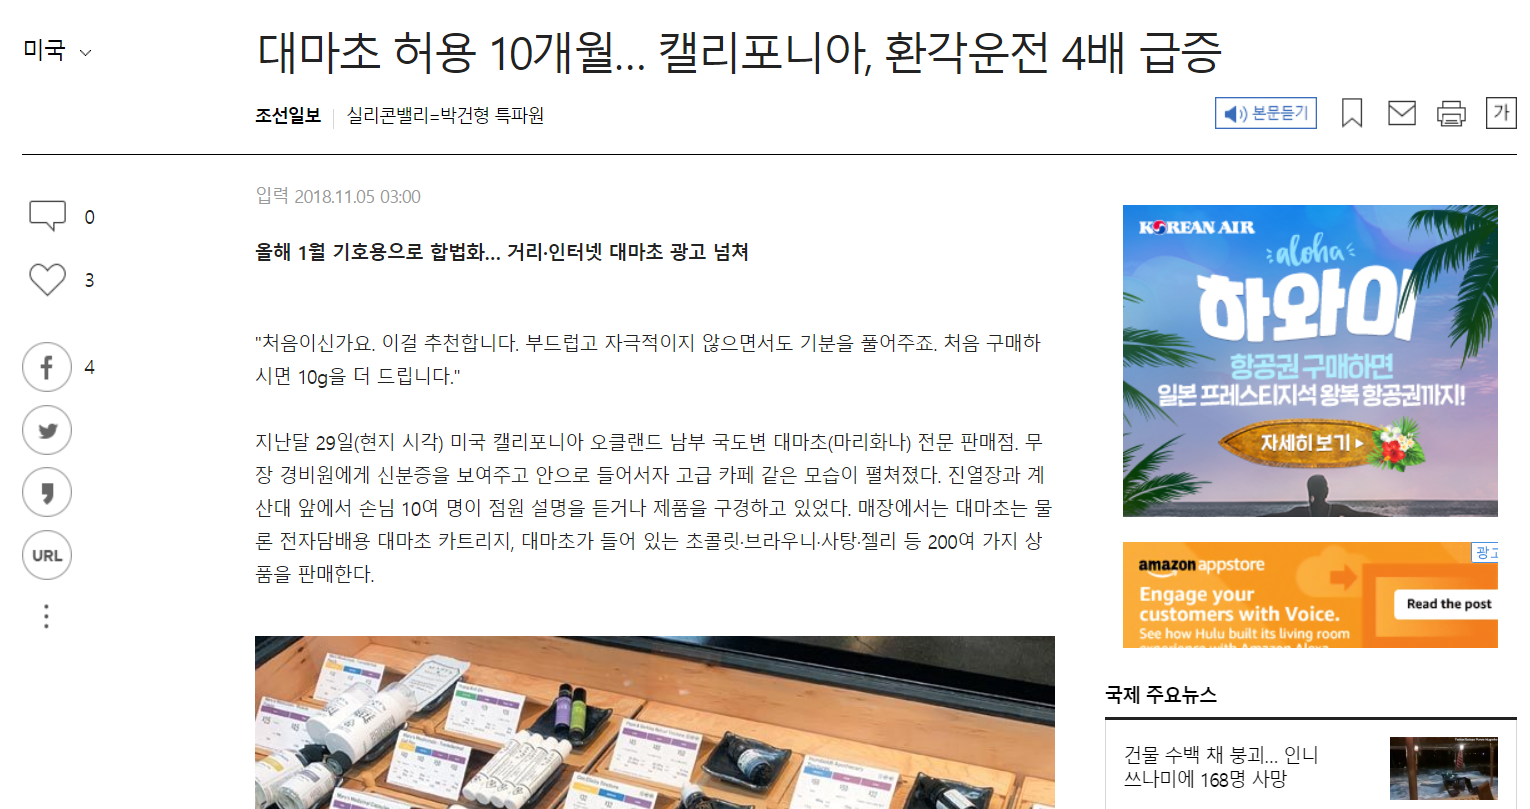 미국
대마초 허용 10개월... 캘리포니아, 환각운전 4배 급증
조선일보 실리콘밸리=박건형 특파원
본문듣기
가
입력 2018.11.05 03:00
0
3
4
URL
올해 1월 기호용으로 합법화... 거리·인터넷 대마초 광고 넘쳐
"처음이신가요. 이걸 추천합니다. 부드럽고 자극적이지 않으면서도 기분을 풀어주죠. 처음 구매하
시면 10g을 더 드립니다."
지난달 29일(현지 시각) 미국 캘리포니아 오클랜드 남부 국도변 대마초(마리화나) 전문 판매점. 무
장 경비원에게 신분증을 보여주고 안으로 들어서자 고급 카페 같은 모습이 펼쳐졌다. 진열장과 계
산대 앞에서 손님 10여 명이 점원 설명을 듣거나 제품을 구경하고 있었다. 매장에서는 대마초는 물
론 전자담배용 대마초 카트리지, 대마초가 들어 있는 초콜릿·브라우니·사탕·젤리 등 200여 가지 상
품을 판매한다.
KOREAN AIR
aloha
하와이
항공권 구매하면
일본 프레스티지석 왕복 항공권까지!
자세히 보기
광고
amazon appstore
Engage your
customers with Voice.
See how Hulu built its living room
experience with Amazon Alexa
Read the post
국제 주요뉴스
건물 수백 채 붕괴... 인니
쓰나미에 168명 사망